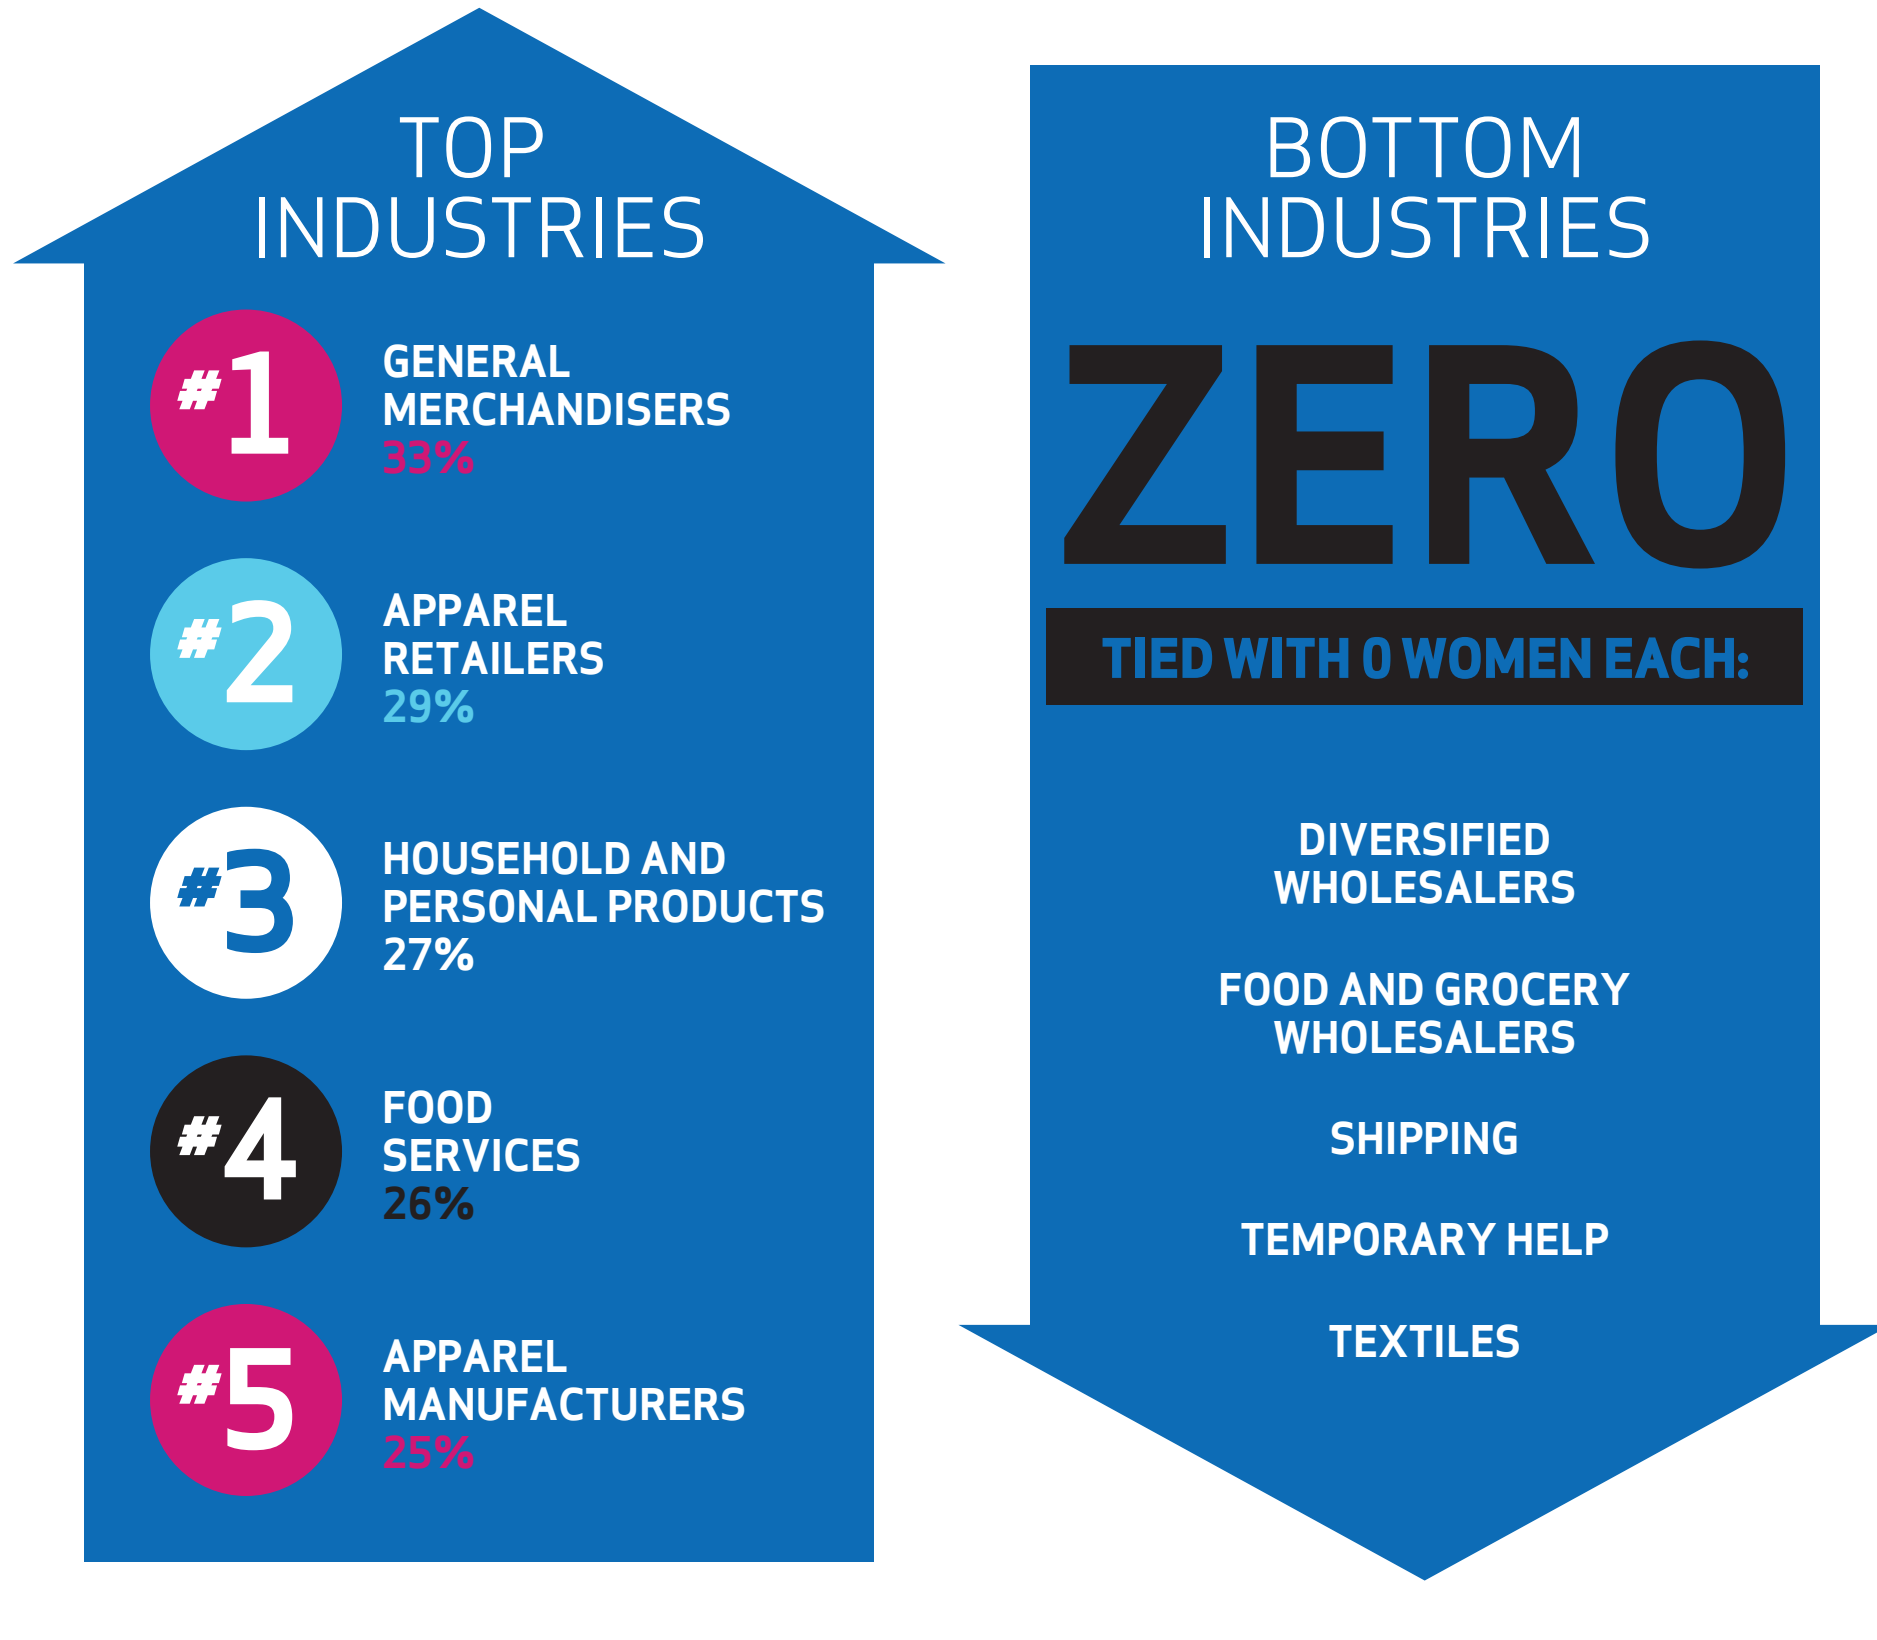 TOP
INDUSTRIES
#1
GENERAL
MERCHANDISERS
33%
#2
APPAREL
RETAILERS
29%
#3
HOUSEHOLD AND
PERSONAL PRODUCTS
27%
#4
FOOD
SERVICES
26%
#5
APPAREL
MANUFACTURERS
25%
BOTTOM
INDUSTRIES
ZERO
TIED WITH 0 WOMEN EACH:
DIVERSIFIED
WHOLESALERS
FOOD AND GROCERY
WHOLESALERS
SHIPPING
TEMPORARY HELP
TEXTILES